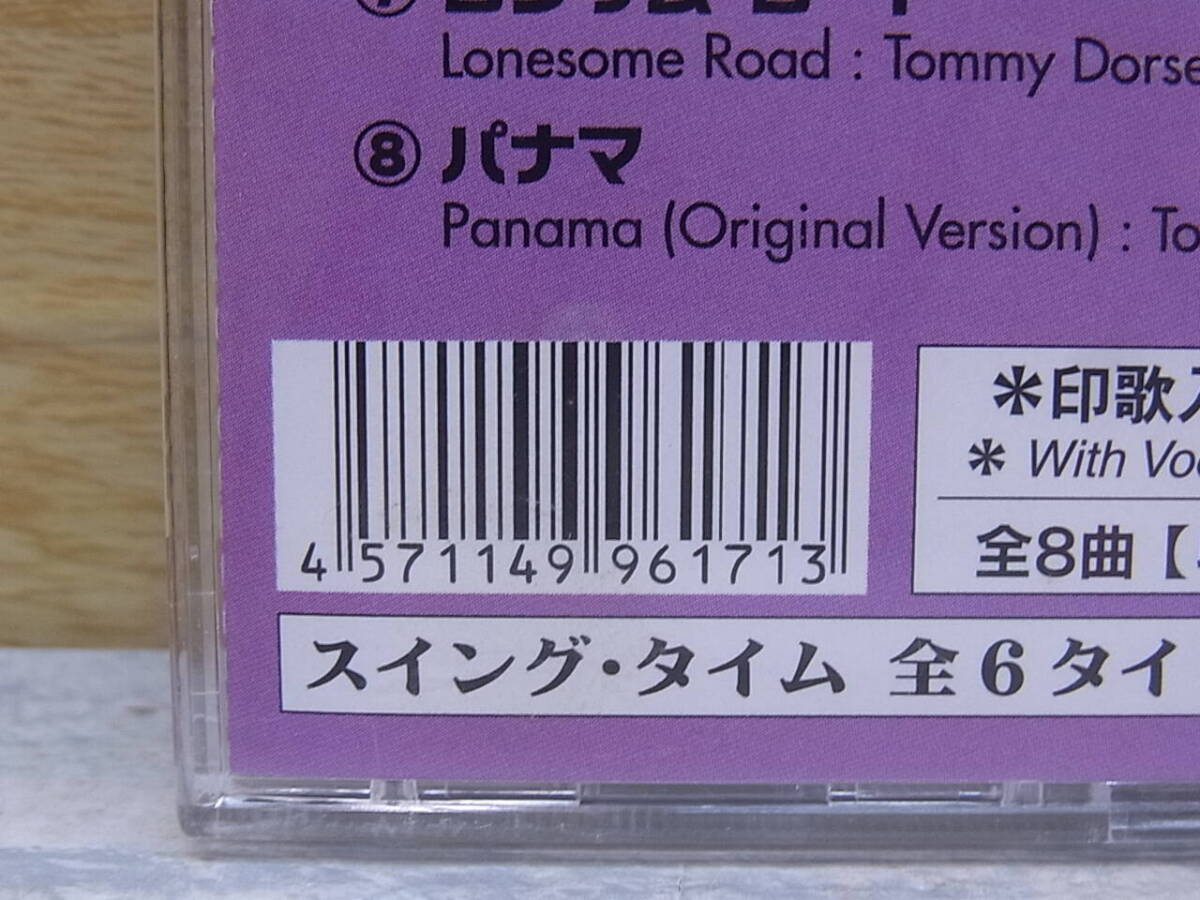 Lonesome Road : Tommy Dorse
⑧ パナマ
Panama (Original Version) : To
4 571149 961713
＊印歌入
＊ With Voc
全8曲【
スイング・タイム 全6タイ